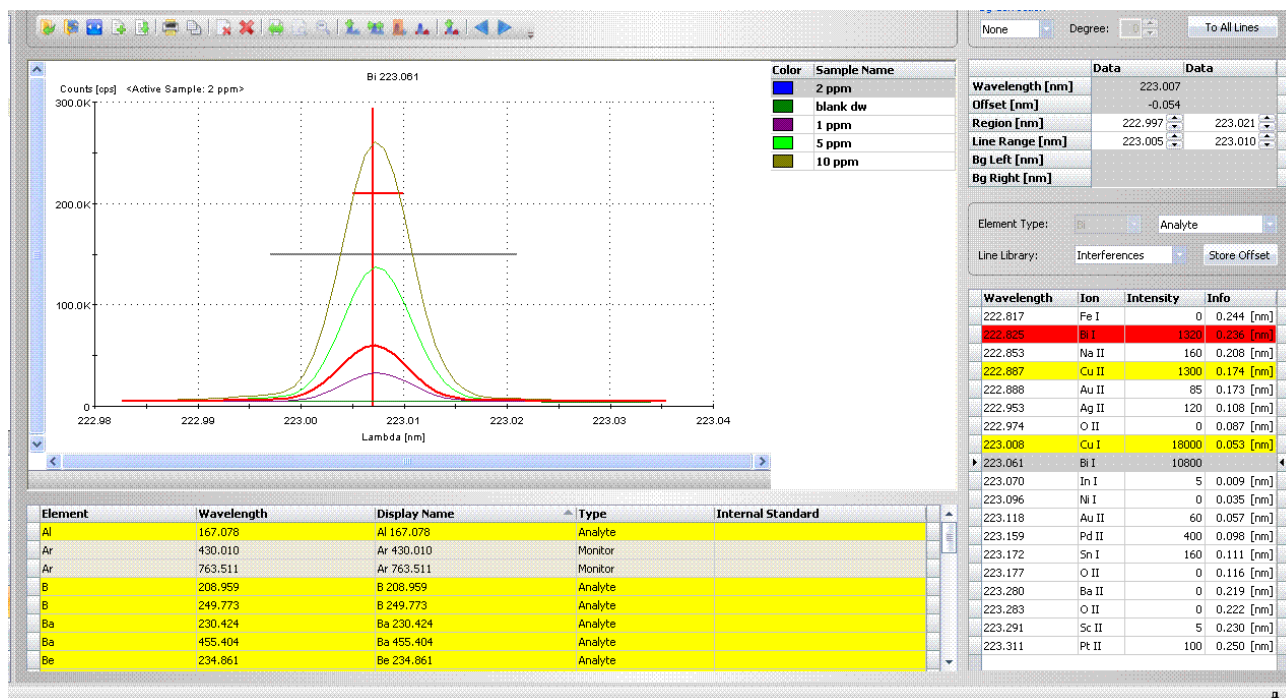 None Degree: 0 To All Lines
Bi 223.061
Counts [cps] <Active Sample: 2 ppm>
300.0K
200.0K
100.0K
0
222.98 222.99 223.00 223.01 223.02 223.03 223.04
Lambda [nm]
Color Sample Name
2 ppm
blank dw
1 ppm
5 ppm
10 ppm
Data Data
Wavelength [nm] 223.007
Offset [nm] -0.054
Region [nm] 222.997 223.021
Line Range [nm] 223.005 223.010
Bg Left [nm]
Bg Right [nm]
Element Type: Bi Analyte
Line Library: Interferences Store Offset
Wavelength Ion Intensity Info
222.817 Fe I 0 0.244 [nm]
222.825 Bi I 1320 0.236 [nm]
222.853 Na II 160 0.208 [nm]
222.887 Cu II 1300 0.174 [nm]
222.888 Au II 85 0.173 [nm]
222.953 Ag II 120 0.108 [nm]
222.974 O II 0 0.087 [nm]
223.008 Cu I 18000 0.053 [nm]
223.061 Bi I 10800
223.070 In I 5 0.009 [nm]
223.096 Ni I 0 0.035 [nm]
223.118 Au II 60 0.057 [nm]
223.159 Pd II 400 0.098 [nm]
223.172 Sn I 160 0.111 [nm]
223.177 O II 0 0.116 [nm]
223.280 Ba II 0 0.219 [nm]
223.283 O II 0 0.222 [nm]
223.291 Sc II 5 0.230 [nm]
223.311 Pt II 100 0.250 [nm]
Element Wavelength Display Name Type Internal Standard
Al 167.078 Al 167.078 Analyte
Ar 430.010 Ar 430.010 Monitor
Ar 763.511 Ar 763.511 Monitor
B 208.959 B 208.959 Analyte
B 249.773 B 249.773 Analyte
Ba 230.424 Ba 230.424 Analyte
Ba 455.404 Ba 455.404 Analyte
Be 234.861 Be 234.861 Analyte